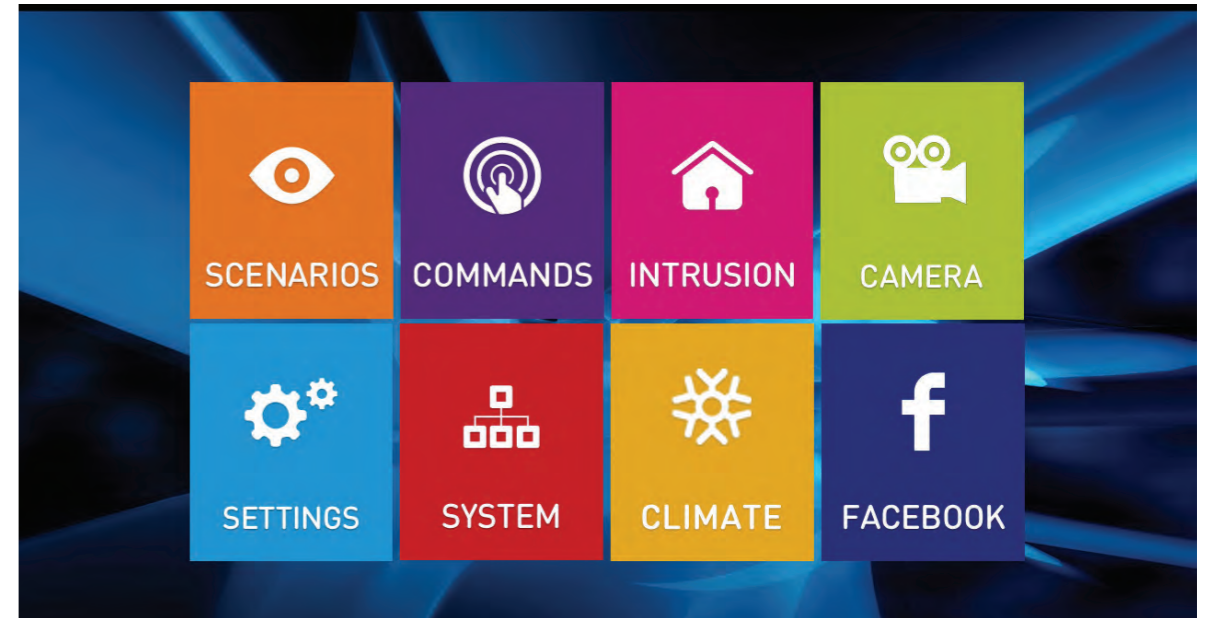 SCENARIOS
COMMANDS
INTRUSION
CAMERA
SETTINGS
SYSTEM
CLIMATE
FACEBOOK